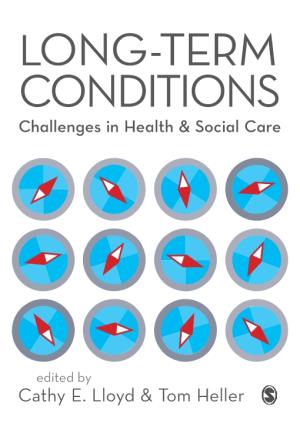 LONG-TERM
CONDITIONS
Challenges in Health & Social Care
edited by
Cathy E. Lloyd & Tom Heller
S